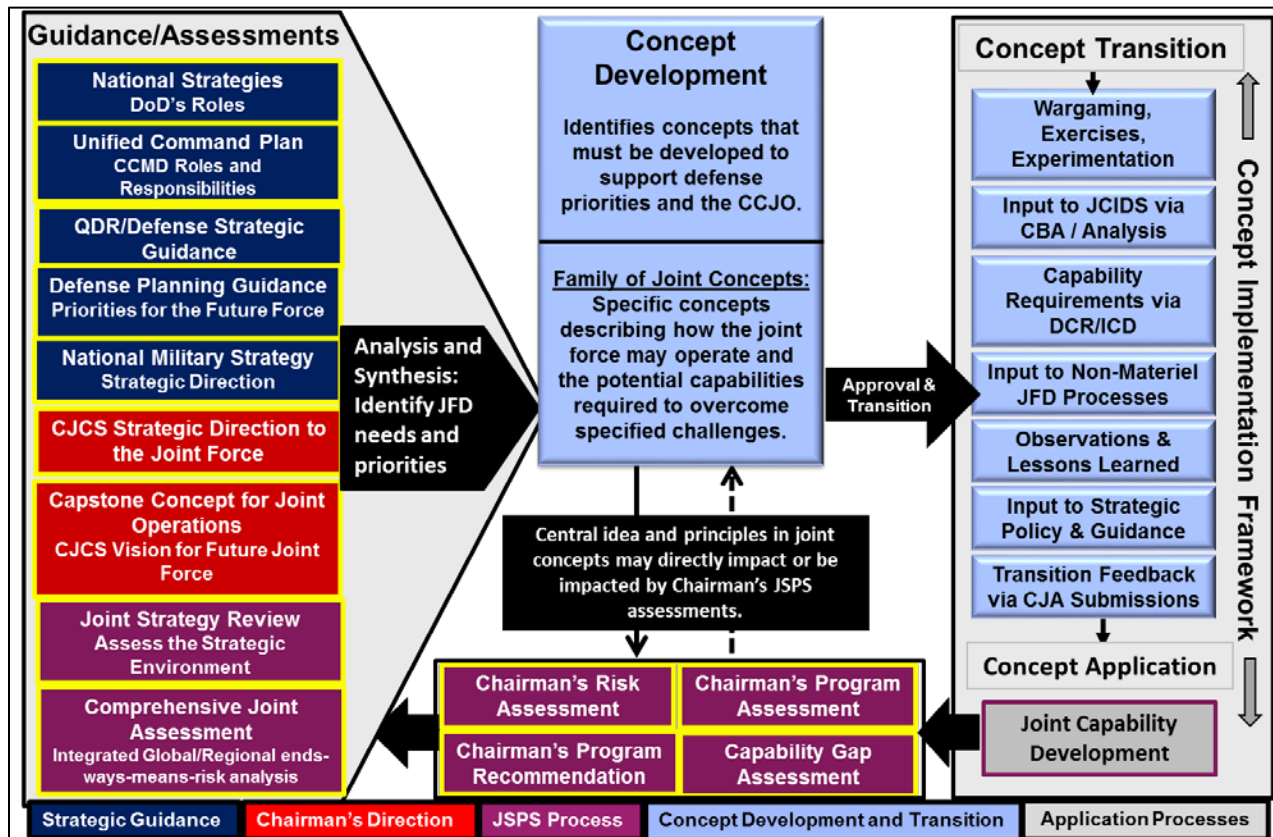 Guidance/Assessments
National Strategies
DoD's Roles
Unified Command Plan
CCMD Roles and
Responsibilities
QDR/Defense Strategic
Guidance
Defense Planning Guidance
Priorities for the Future Force
National Military Strategy
Strategic Direction
CJCS Strategic Direction to
the Joint Force
Capstone Concept for Joint
Operations
CJCS Vision for Future Joint
Force
Joint Strategy Review
Assess the Strategic
Environment
Comprehensive Joint
Assessment
Integrated Global/Regional ends-
ways-means-risk analysis
Analysis and
Synthesis:
Identify JFD
needs and
priorities
Concept
Development
Identifies concepts that
must be developed to
support defense
priorities and the CCJO.
Family of Joint Concepts:
Specific concepts
describing how the joint
force may operate and
the potential capabilities
required to overcome
specified challenges.
Central idea and principles in joint
concepts may directly impact or be
impacted by Chairman's JSPS
assessments.
Chairman's Risk
Assessment
Chairman's Program
Assessment
Chairman's Program
Recommendation
Capability Gap
Assessment
Approval &
Transition
Concept Transition
Wargaming,
Exercises,
Experimentation
Input to JCIDS via
CBA / Analysis
Capability
Requirements via
DCR/ICD
Input to Non-Materiel
JFD Processes
Observations &
Lessons Learned
Input to Strategic
Policy & Guidance
Transition Feedback
via CJA Submissions
Concept Application
Joint Capability
Development
Concept Implementation Framework
Strategic Guidance
Chairman's Direction
JSPS Process
Concept Development and Transition
Application Processes